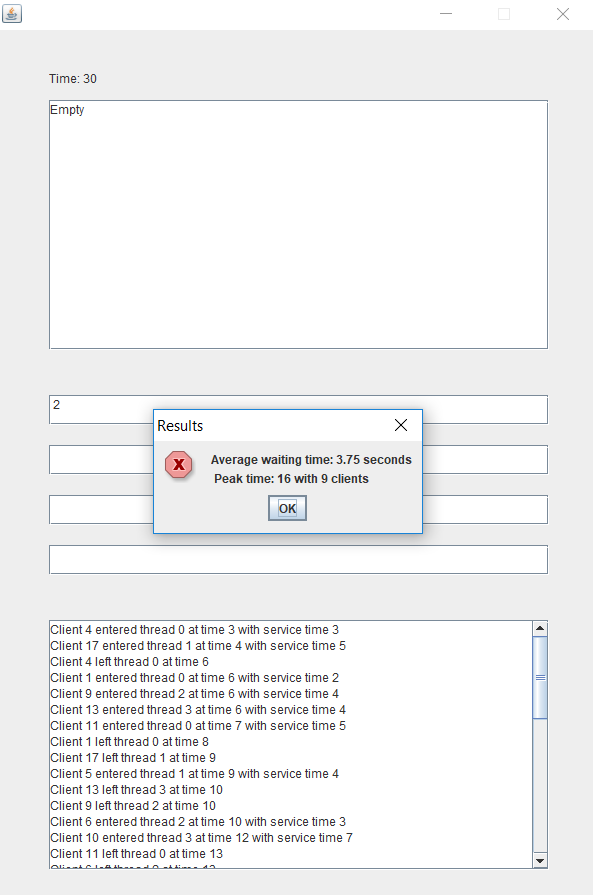 Time: 30
Empty
2
Results
Average waiting time: 3.75 seconds
Peak time: 16 with 9 clients
OK
Client 4 entered thread 0 at time 3 with service time 3
Client 17 entered thread 1 at time 4 with service time 5
Client 4 left thread 0 at time 6
Client 1 entered thread 0 at time 6 with service time 2
Client 9 entered thread 2 at time 6 with service time 4
Client 13 entered thread 3 at time 6 with service time 4
Client 11 entered thread 0 at time 7 with service time 5
Client 1 left thread 0 at time 8
Client 17 left thread 1 at time 9
Client 5 entered thread 1 at time 9 with service time 4
Client 13 left thread 3 at time 10
Client 9 left thread 2 at time 10
Client 6 entered thread 2 at time 10 with service time 3
Client 10 entered thread 3 at time 12 with service time 7
Client 11 left thread 0 at time 13